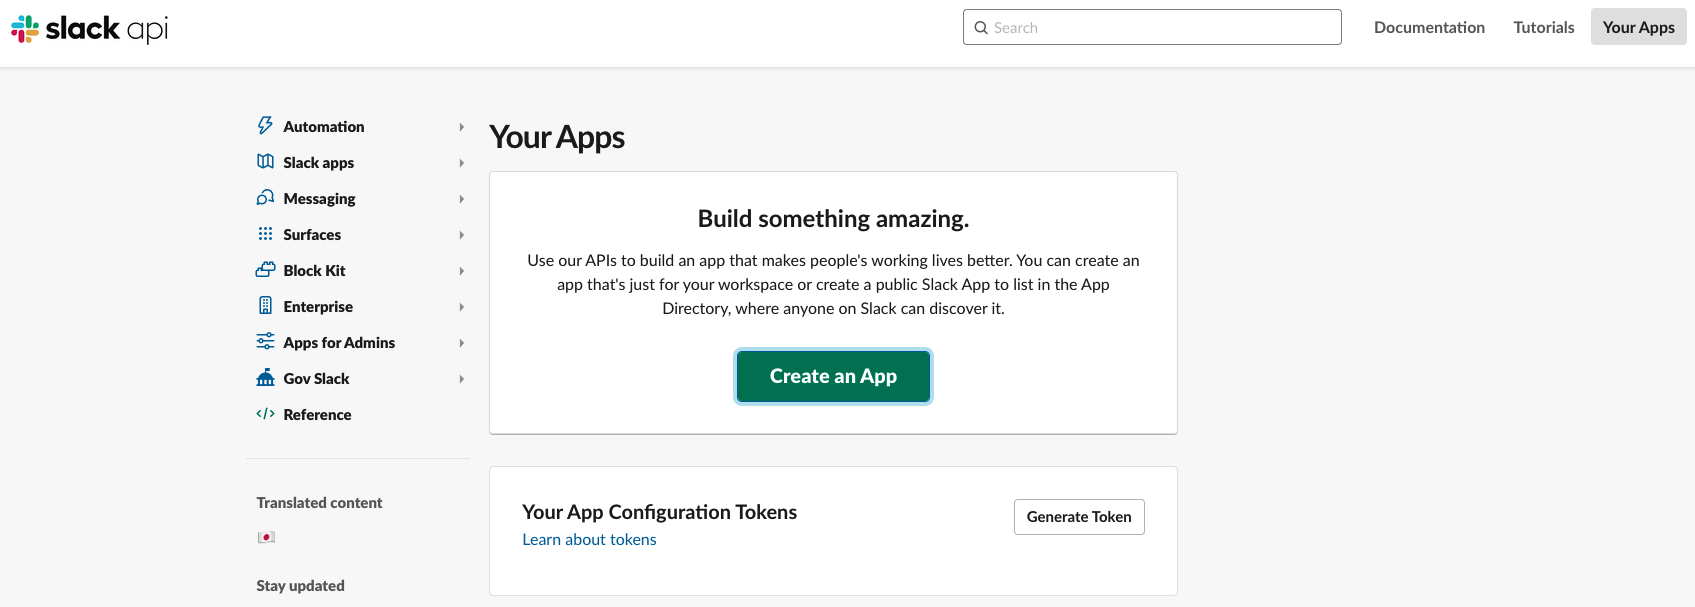 slack api
Search
Documentation
Tutorials
Your Apps
Automation
Slack apps
Messaging
Surfaces
Block Kit
Enterprise
Apps for Admins
Gov Slack
Reference
Translated content
Stay updated
Your Apps
Build something amazing.
Use our APIs to build an app that makes people's working lives better. You can create an
app that's just for your workspace or create a public Slack App to list in the App
Directory, where anyone on Slack can discover it.
Create an App
Your App Configuration Tokens
Learn about tokens
Generate Token